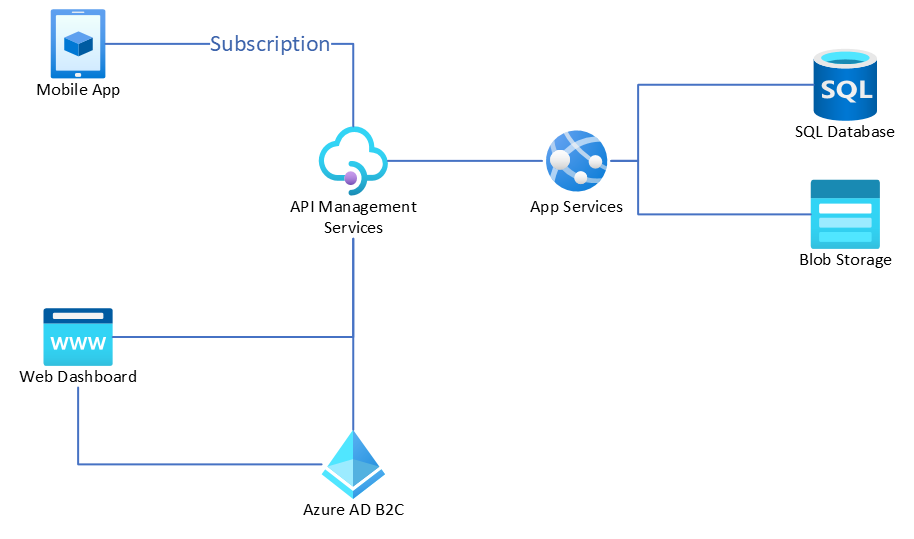 Mobile App
Subscription
SQL
SQL Database
API Management
Services
App Services
Blob Storage
WWW
Web Dashboard
Azure AD B2C